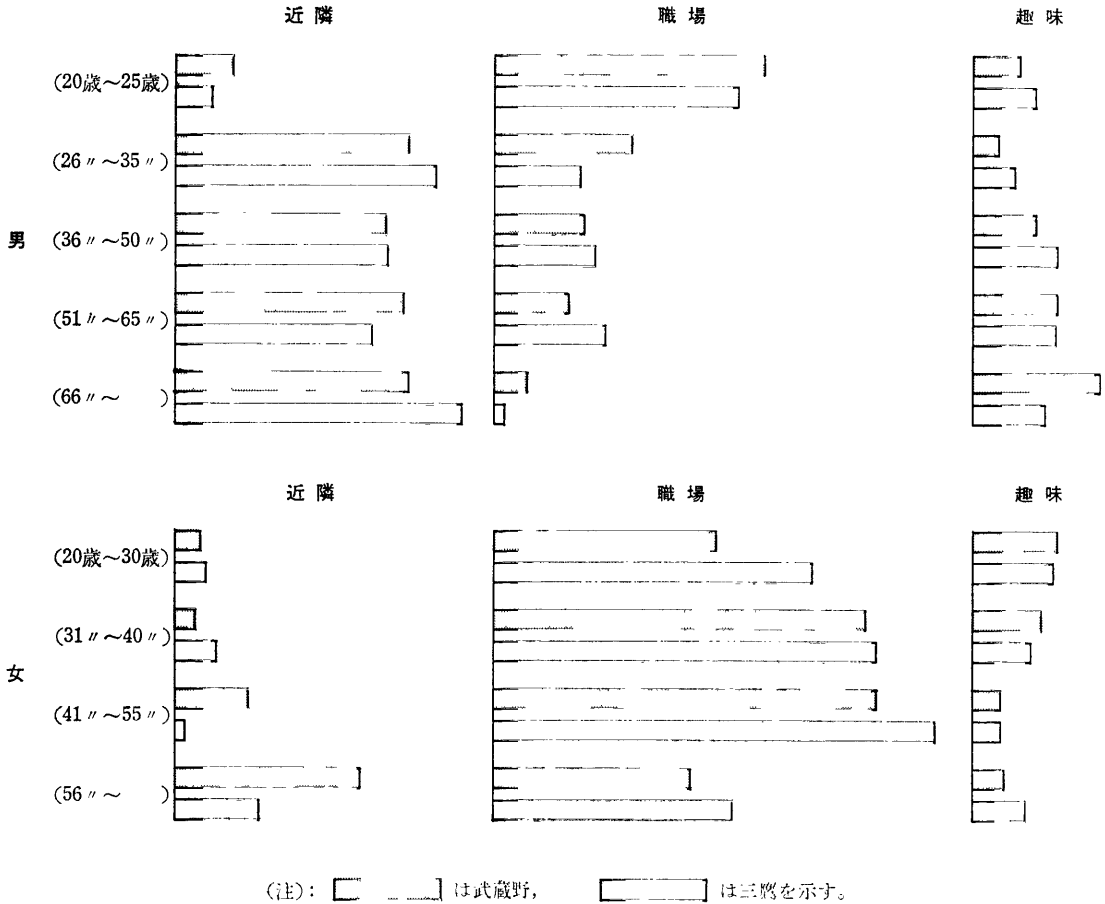 近隣 職場 趣味
男
(20歳～25歳)
(26〃～35〃)
(36〃～50〃)
(51〃～65〃)
(66〃～ )
近隣 職場 趣味
女
(20歳～30歳)
(31〃～40〃)
(41〃～55〃)
(56〃～ )
(注): は武蔵野, は三鷹を示す。